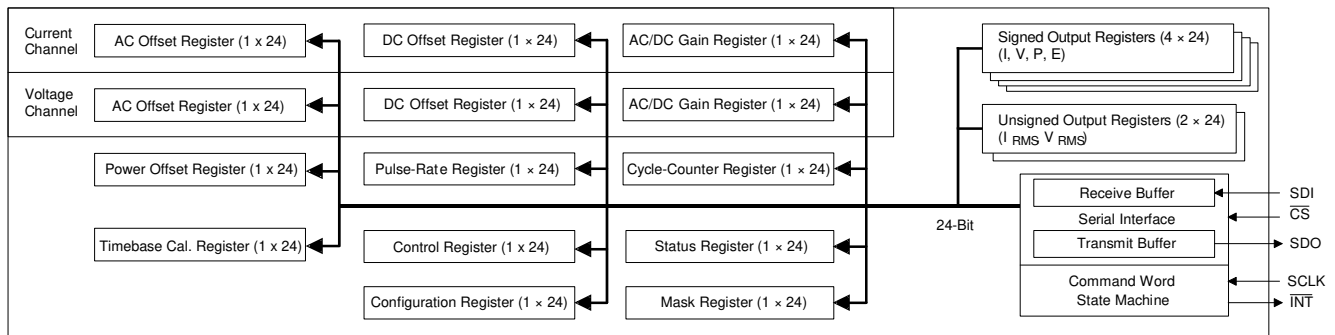 Current
Channel
AC Offset Register (1 x 24)
DC Offset Register (1 × 24)
AC/DC Gain Register (1 × 24)
Signed Output Registers (4 × 24)
(I, V, P, E)
Voltage
Channel
AC Offset Register (1 x 24)
DC Offset Register (1 × 24)
AC/DC Gain Register (1 × 24)
Unsigned Output Registers (2 × 24)
(I RMS, V RMS)
Power Offset Register (1 x 24)
Pulse-Rate Register (1 × 24)
Cycle-Counter Register (1 × 24)
Receive Buffer
SDI
24-Bit
Serial Interface
CS
Timebase Cal. Register (1 x 24)
Control Register (1 × 24)
Status Register (1 × 24)
Transmit Buffer
SDO
Command Word
State Machine
SCLK
INT
Configuration Register (1 × 24)
Mask Register (1 × 24)